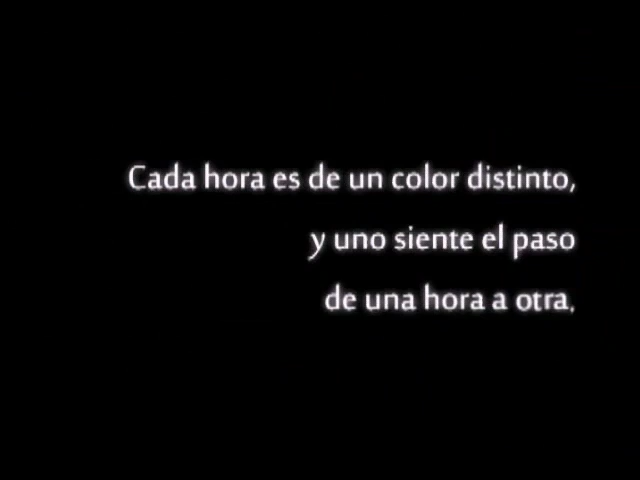 Cada hora es de un color distinto,
y uno siente el paso
de una hora a otra.